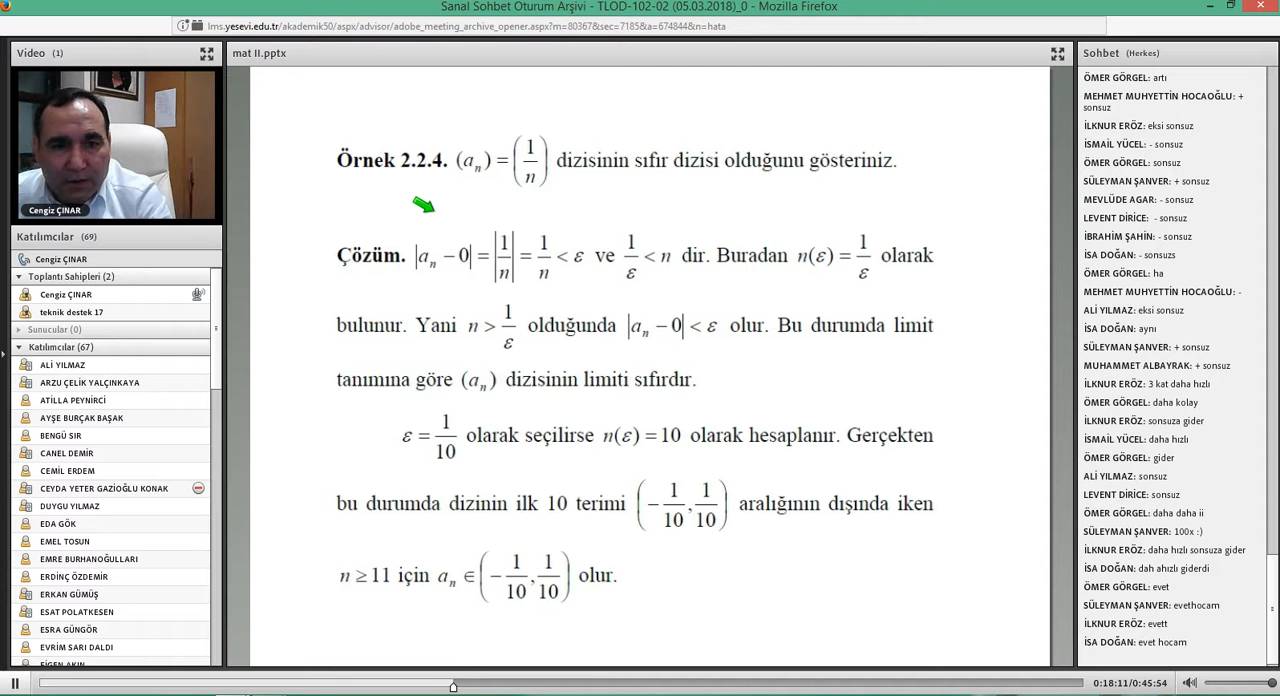 Sanal Sohbet Oturum Arşivi - TLOD-102-02 (05.03.2018)_0 - Mozilla Firefox
lms.yesevi.edu.tr/akademik50/aspx/advisor/adobe_meeting_archive_opener.aspx?m=80367&sec=7185&a=674844&n=hata
Video (1)
Cengiz ÇINAR
Katılımcılar (69)
Cengiz ÇINAR
Toplantı Sahipleri (2)
Cengiz ÇINAR
teknik destek 17
Sunucular (0)
Katılımcılar (67)
ALİ YILMAZ
ARZU ÇELİK YALÇINKAYA
ATİLLA PEYNİRCİ
AYŞE BURÇAK BAŞAK
BENGÜ SIR
CANEL DEMİR
CEMİL ERDEM
CEYDA YETER GAZİOĞLU KONAK
DUYGU YILMAZ
EDA GÖK
EMEL TOSUN
EMRE BURHANOĞULLARI
ERDİNÇ ÖZDEMİR
ERKAN GÜMÜŞ
ESAT POLATKESEN
ESRA GÜNGÖR
EVRİM SARI DALDI
mat II.pptx
Örnek 2.2.4. (aₙ) = (1/n) dizisinin sıfır dizisi olduğunu gösteriniz.
Çözüm. |aₙ − 0| = |1/n| = 1/n < ε ve 1/ε < n dir. Buradan n(ε) = 1/ε olarak
bulunur. Yani n > 1/ε olduğunda |aₙ − 0| < ε olur. Bu durumda limit
tanımına göre (aₙ) dizisinin limiti sıfırdır.
ε = 1/10 olarak seçilirse n(ε) = 10 olarak hesaplanır. Gerçekten
bu durumda dizinin ilk 10 terimi (−1/10, 1/10) aralığının dışında iken
n ≥ 11 için aₙ ∈ (−1/10, 1/10) olur.
Sohbet (Herkes)
ÖMER GÖRGEL: artı
MEHMET MUHYETTİN HOCAOĞLU: +
sonsuz
İLKNUR ERÖZ: eksi sonsuz
İSMAİL YÜCEL: - sonsuz
ÖMER GÖRGEL: sonsuz
SÜLEYMAN ŞANVER: + sonsuz
MEVLÜDE AGAR: - sonsuz
LEVENT DİRİCE: - sonsuz
İBRAHİM ŞAHİN: - sonsuz
İSA DOĞAN: - sonsuzs
ÖMER GÖRGEL: ha
MEHMET MUHYETTİN HOCAOĞLU: -
ALİ YILMAZ: eksi sonsuz
İSA DOĞAN: aynı
SÜLEYMAN ŞANVER: + sonsuz
MUHAMMET ALBAYRAK: + sonsuz
İLKNUR ERÖZ: 3 kat daha hızlı
ÖMER GÖRGEL: daha kolay
İLKNUR ERÖZ: sonsuza gider
İSMAİL YÜCEL: daha hızlı
ÖMER GÖRGEL: gider
ALİ YILMAZ: sonsuz
LEVENT DİRİCE: sonsuz
ÖMER GÖRGEL: daha daha ii
SÜLEYMAN ŞANVER: 100x :)
İLKNUR ERÖZ: daha hızlı sonsuza gider
İSA DOĞAN: dah ahızlı giderdi
ÖMER GÖRGEL: evet
SÜLEYMAN ŞANVER: evethocam
İLKNUR ERÖZ: evett
İSA DOĞAN: evet hocam
0:18:11/0:45:54